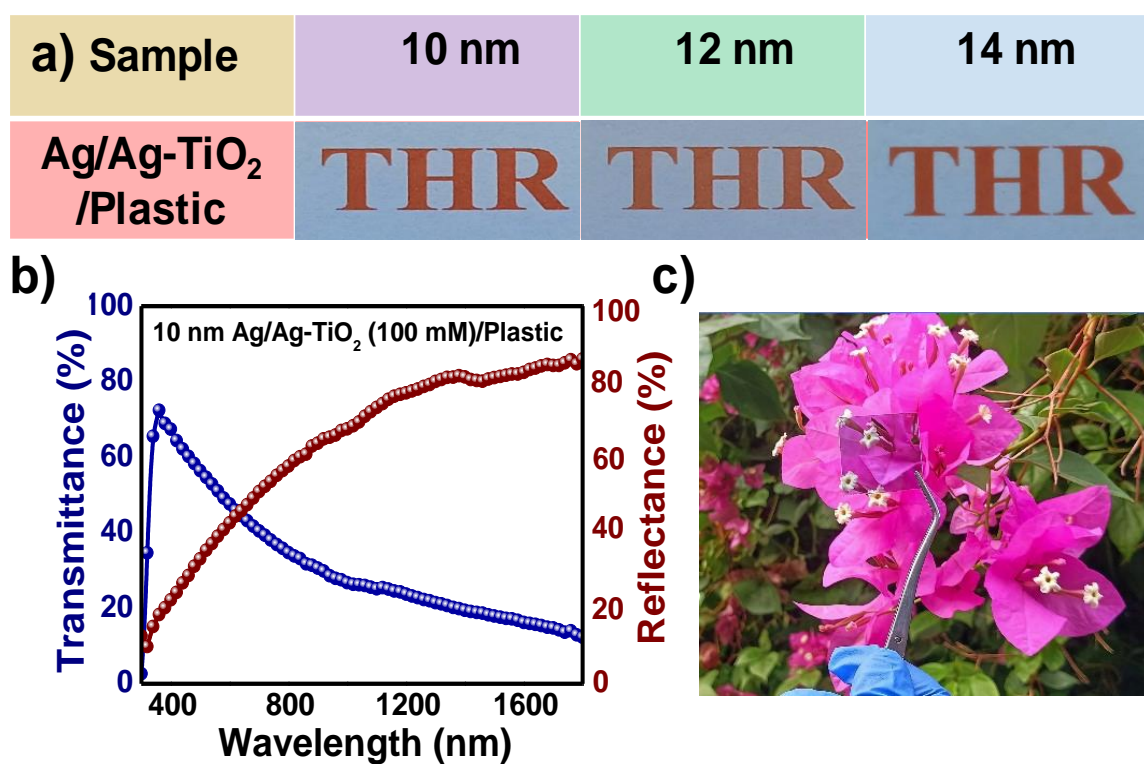 a) Sample
10 nm
12 nm
14 nm
Ag/Ag-TiO₂
/Plastic
THR
THR
THR
b)
100
80
60
40
20
0
Transmittance (%)
10 nm Ag/Ag-TiO₂ (100 mM)/Plastic
100
80
60
40
20
0
Reflectance (%)
400 800 1200 1600
Wavelength (nm)
c)